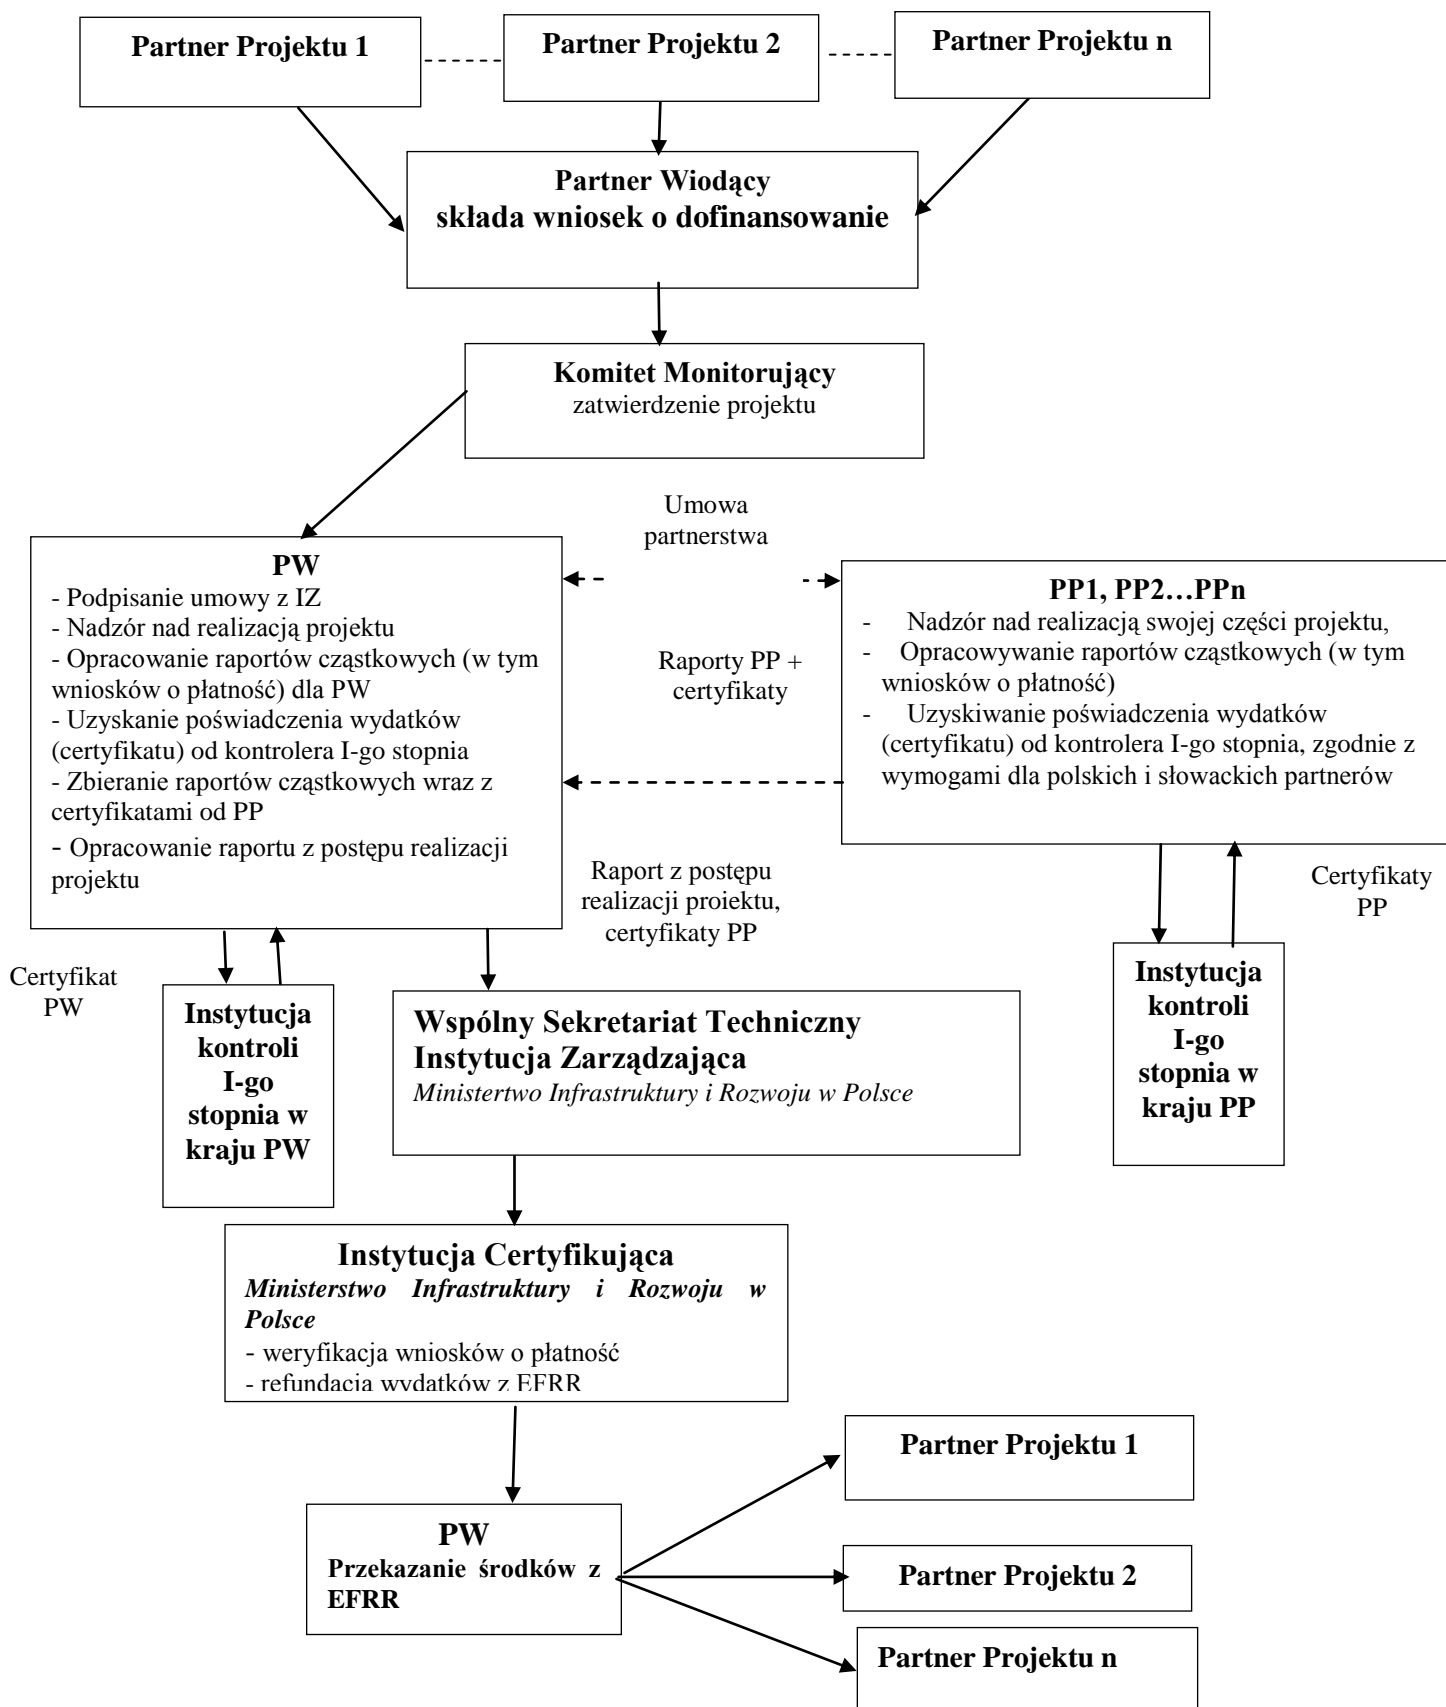 Partner Projektu 1
Partner Projektu 2
Partner Projektu n
Partner Wiodący
składa wniosek o dofinansowanie
Komitet Monitorujący
zatwierdzenie projektu
Umowa
partnerstwa
PW
- Podpisanie umowy z IZ
- Nadzór nad realizacją projektu
- Opracowanie raportów cząstkowych (w tym
wniosków o płatność) dla PW
- Uzyskanie poświadczenia wydatków
(certyfikatu) od kontrolera I-go stopnia
- Zbieranie raportów cząstkowych wraz z
certyfikatami od PP
- Opracowanie raportu z postępu realizacji
projektu
Raporty PP +
certyfikaty
PP1, PP2…PPn
- Nadzór nad realizacją swojej części projektu,
- Opracowywanie raportów cząstkowych (w tym
wniosków o płatność)
- Uzyskiwanie poświadczenia wydatków
(certyfikatu) od kontrolera I-go stopnia, zgodnie z
wymogami dla polskich i słowackich partnerów
Raport z postępu
realizacji proiektu,
certyfikaty PP
Certyfikaty
PP
Certyfikat
PW
Instytucja
kontroli
I-go
stopnia w
kraju PW
Wspólny Sekretariat Techniczny
Instytucja Zarządzająca
Ministertwo Infrastruktury i Rozwoju w Polsce
Instytucja
kontroli
I-go
stopnia w
kraju PP
Instytucja Certyfikująca
Ministerstwo Infrastruktury i Rozwoju w
Polsce
- weryfikacja wniosków o płatność
- refundacja wydatków z EFRR
PW
Przekazanie środków z
EFRR
Partner Projektu 1
Partner Projektu 2
Partner Projektu n